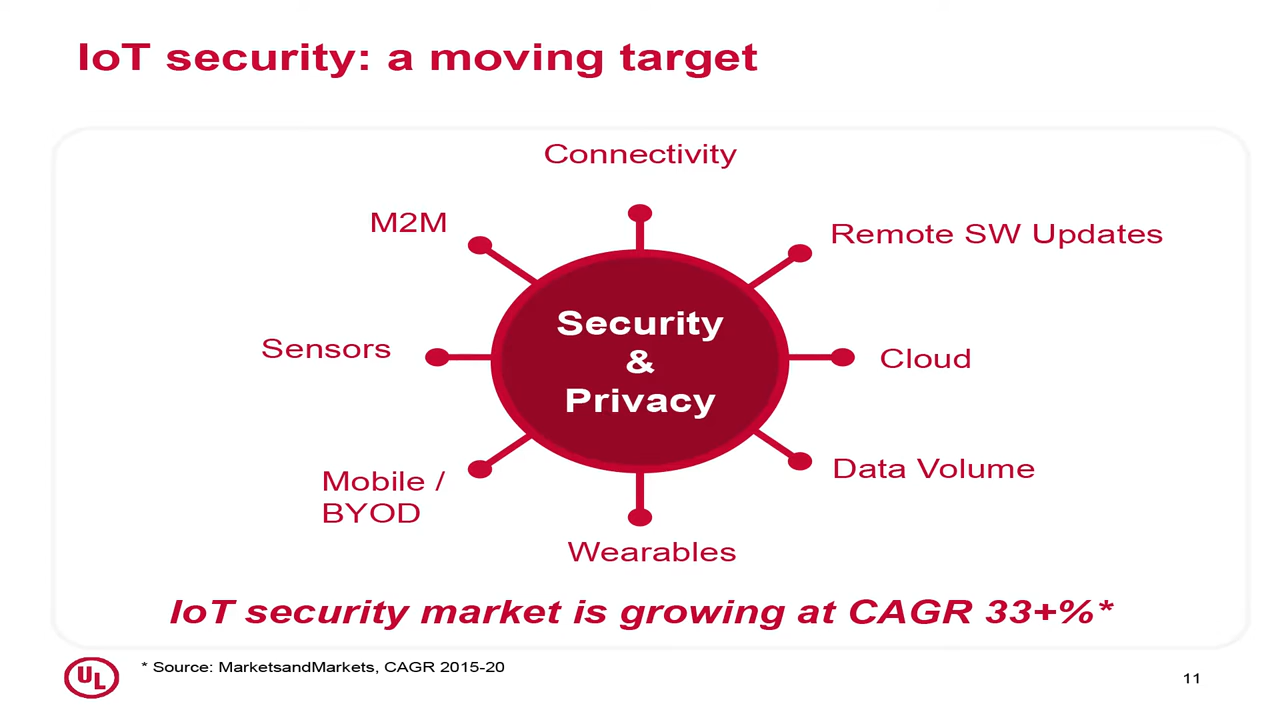 IoT security: a moving target
Connectivity
M2M
Remote SW Updates
Security
&
Privacy
Sensors
Cloud
Mobile /
BYOD
Data Volume
Wearables
IoT security market is growing at CAGR 33+%*
* Source: MarketsandMarkets, CAGR 2015-20
UL
11